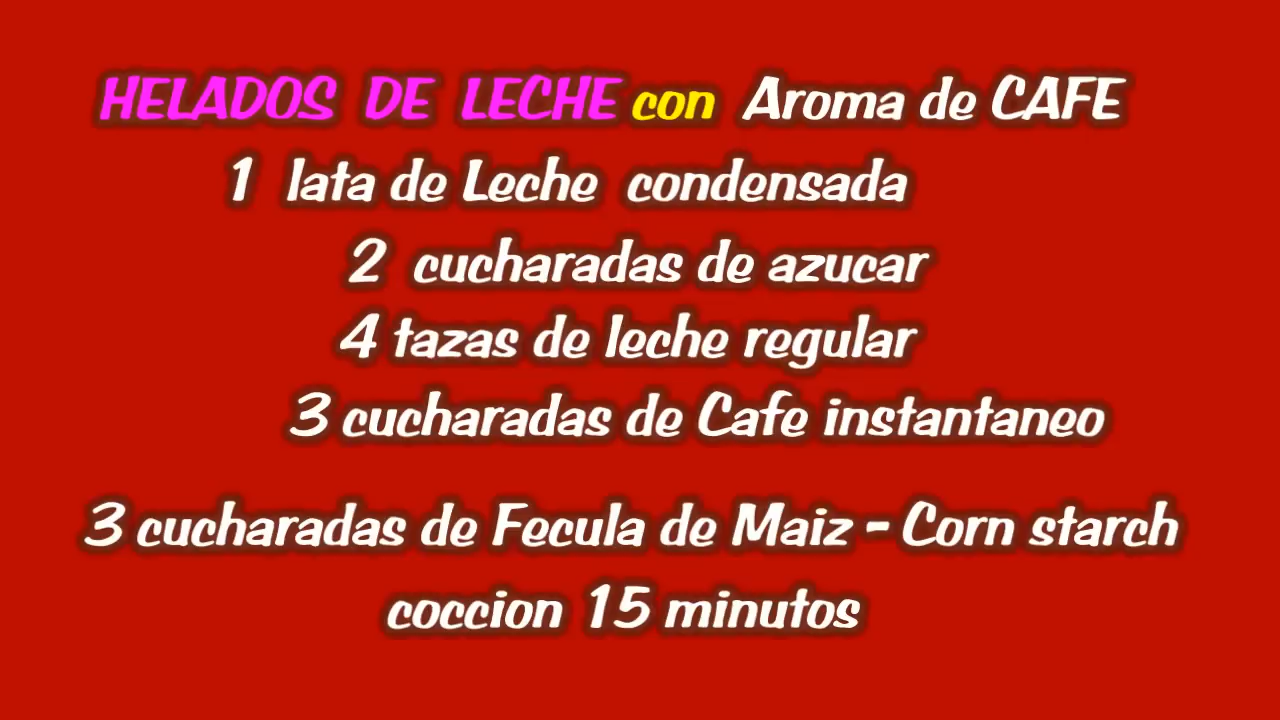 HELADOS DE LECHE con Aroma de CAFE
1 lata de Leche condensada
2 cucharadas de azucar
4 tazas de leche regular
3 cucharadas de Cafe instantaneo
3 cucharadas de Fecula de Maiz - Corn starch
coccion 15 minutos